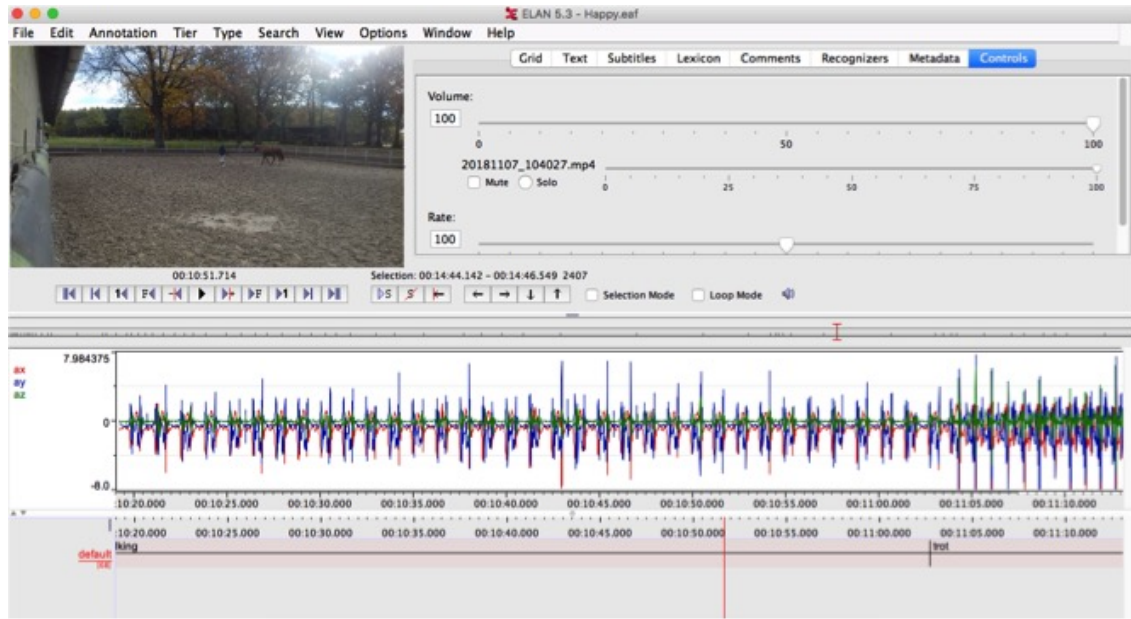 ELAN 5.3 - Happy.eaf
File Edit Annotation Tier Type Search View Options Window Help
Grid Text Subtitles Lexicon Comments Recognizers Metadata Controls
Volume:
100
0 50 100
20181107_104027.mp4
Mute Solo
0 25 50 75 100
Rate:
100
00:10:51.714
Selection: 00:14:44.142 - 00:14:46.549 2407
1 F F 1
S S Selection Mode Loop Mode
7.984375
ax
ay
az
0
-8.0
:10:20.000 00:10:25.000 00:10:30.000 00:10:35.000 00:10:40.000 00:10:45.000 00:10:50.000 00:10:55.000 00:11:00.000 00:11:05.000 00:11:10.000
:10:20.000 00:10:25.000 00:10:30.000 00:10:35.000 00:10:40.000 00:10:45.000 00:10:50.000 00:10:55.000 00:11:00.000 00:11:05.000 00:11:10.000
lking trot
default